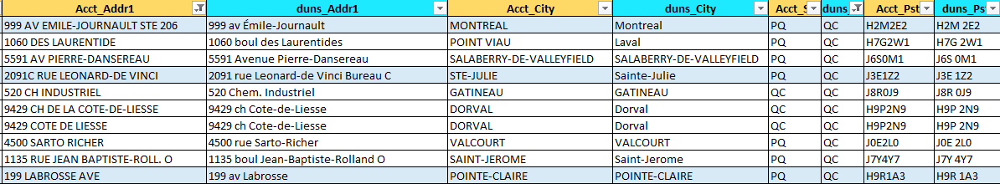 Acct_Addr1 duns_Addr1 Acct_City duns_City Acct_S duns_ Acct_Pst duns_Pst
999 AV EMILE-JOURNAULT STE 206 999 av Émile-Journault MONTREAL Montreal PQ QC H2M2E2 H2M 2E2
1060 DES LAURENTIDE 1060 boul des Laurentides POINT VIAU Laval PQ QC H7G2W1 H7G 2W1
5591 AV PIERRE-DANSEREAU 5591 Avenue Pierre-Dansereau SALABERRY-DE-VALLEYFIELD SALABERRY-DE-VALLEYFIELD PQ QC J6S0M1 J6S 0M1
2091C RUE LEONARD-DE VINCI 2091 rue Leonard-de Vinci Bureau C STE-JULIE Sainte-Julie PQ QC J3E1Z2 J3E 1Z2
520 CH INDUSTRIEL 520 Chem. Industriel GATINEAU GATINEAU QC QC J8R0J9 J8R 0J9
9429 CH DE LA COTE-DE-LIESSE 9429 ch Cote-de-Liesse DORVAL Dorval QC QC H9P2N9 H9P 2N9
9429 COTE DE LIESSE 9429 ch Cote-de-Liesse DORVAL Dorval QC QC H9P2N9 H9P 2N9
4500 SARTO RICHER 4500 rue Sarto-Richer VALCOURT VALCOURT PQ QC J0E2L0 J0E 2L0
1135 RUE JEAN BAPTISTE-ROLL. O 1135 boul Jean-Baptiste-Rolland O SAINT-JEROME Saint-Jerome PQ QC J7Y4Y7 J7Y 4Y7
199 LABROSSE AVE 199 av Labrosse POINTE-CLAIRE POINTE-CLAIRE PQ QC H9R1A3 H9R 1A3